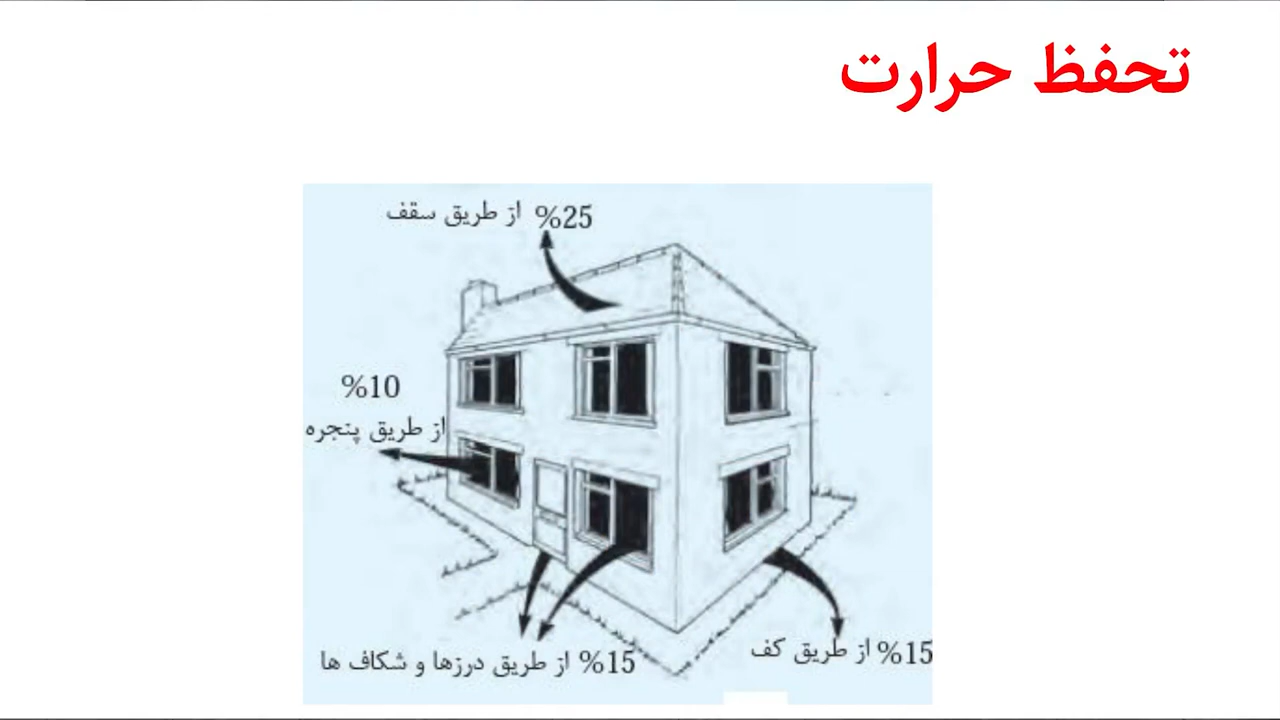 تحفظ حرارت
%25 از طریق سقف
%10
از طریق پنجره
%15 از طریق کف
%15 از طریق درزها و شکاف ها